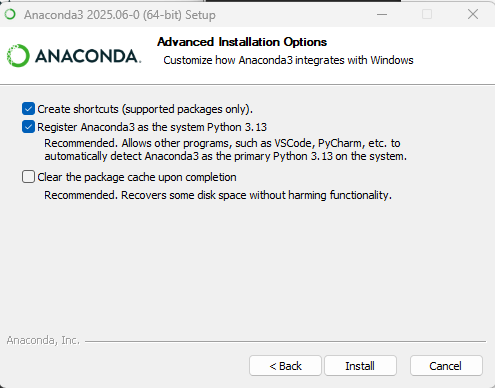 Anaconda3 2025.06-0 (64-bit) Setup
ANACONDA.
Advanced Installation Options
Customize how Anaconda3 integrates with Windows
Create shortcuts (supported packages only).
Register Anaconda3 as the system Python 3.13
Recommended. Allows other programs, such as VSCode, PyCharm, etc. to
automatically detect Anaconda3 as the primary Python 3.13 on the system.
Clear the package cache upon completion
Recommended. Recovers some disk space without harming functionality.
Anaconda, Inc.
< Back
Install
Cancel